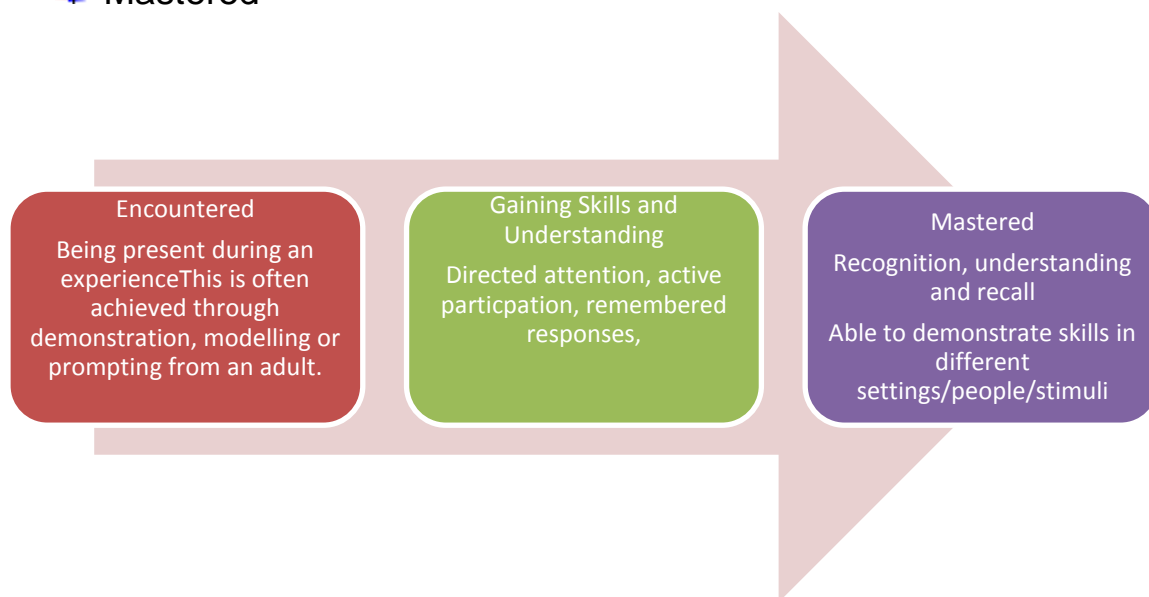 Mastered
Encountered
Being present during an
experienceThis is often
achieved through
demonstration, modelling or
prompting from an adult.
Gaining Skills and
Understanding
Directed attention, active
particpation, remembered
responses,
Mastered
Recognition, understanding
and recall
Able to demonstrate skills in
different
settings/people/stimuli